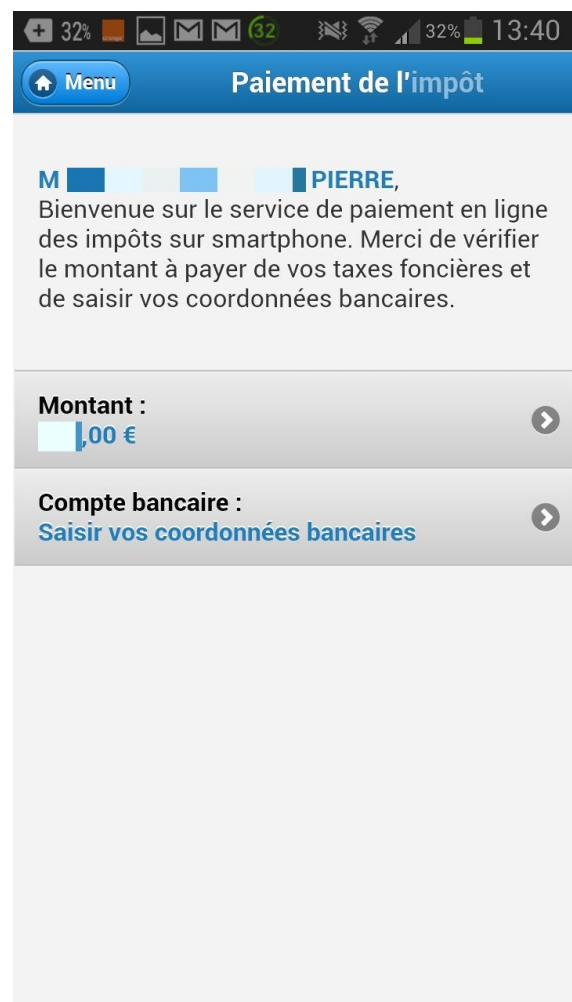 32% 32 32% 13:40
Menu Paiement de l'impôt
M PIERRE,
Bienvenue sur le service de paiement en ligne
des impôts sur smartphone. Merci de vérifier
le montant à payer de vos taxes foncières et
de saisir vos coordonnées bancaires.
Montant :
,00 €
Compte bancaire :
Saisir vos coordonnées bancaires